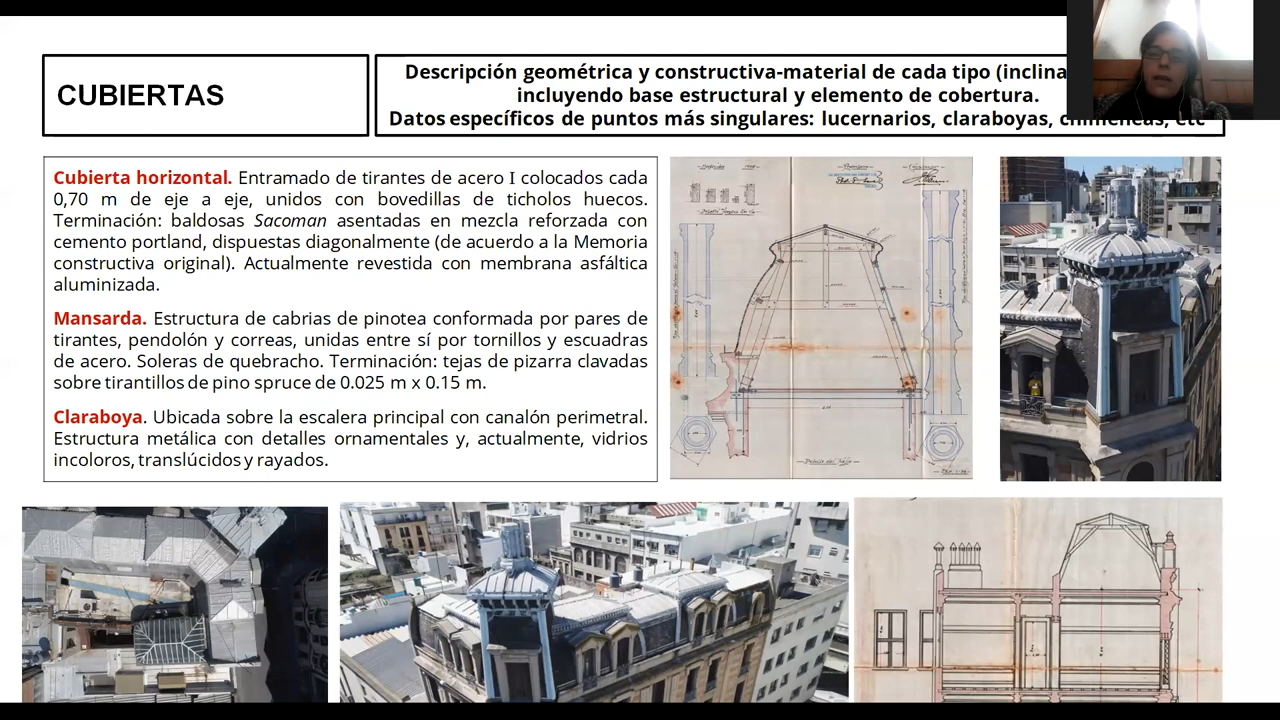 CUBIERTAS
Descripción geométrica y constructiva-material de cada tipo (inclina
incluyendo base estructural y elemento de cobertura.
Datos específicos de puntos más singulares: lucernarios, claraboyas, chimeneas, etc
Cubierta horizontal. Entramado de tirantes de acero I colocados cada
0,70 m de eje a eje, unidos con bovedillas de ticholos huecos.
Terminación: baldosas Sacoman asentadas en mezcla reforzada con
cemento portland, dispuestas diagonalmente (de acuerdo a la Memoria
constructiva original). Actualmente revestida con membrana asfáltica
aluminizada.
Mansarda. Estructura de cabrias de pinotea conformada por pares de
tirantes, pendolón y correas, unidas entre sí por tornillos y escuadras
de acero. Soleras de quebracho. Terminación: tejas de pizarra clavadas
sobre tirantillos de pino spruce de 0.025 m x 0.15 m.
Claraboya. Ubicada sobre la escalera principal con canalón perimetral.
Estructura metálica con detalles ornamentales y, actualmente, vidrios
incoloros, translúcidos y rayados.